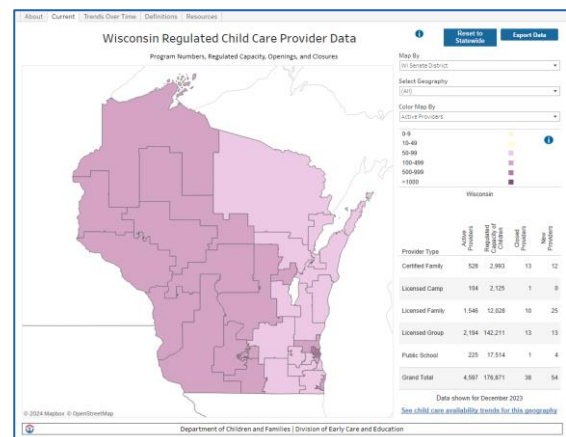 About Current Trends Over Time Definitions Resources
Wisconsin Regulated Child Care Provider Data
Program Numbers, Regulated Capacity, Openings, and Closures
Reset to Statewide
Export Data
Map By
WI Senate District
Select Geography
(All)
Color Map By
Active Providers
0-9
10-49
50-99
100-499
500-999
>1000
Wisconsin
Provider Type Active Providers Regulated Capacity of Children Closed Providers New Providers
Certified Family 528 2,993 13 12
Licensed Camp 104 2,125 1 0
Licensed Family 1,546 12,028 10 25
Licensed Group 2,194 142,211 13 13
Public School 225 17,514 1 4
Grand Total 4,597 176,871 38 54
Data shown for December 2023
See child care availability trends for this geography
© 2024 Mapbox © OpenStreetMap
Department of Children and Families | Division of Early Care and Education